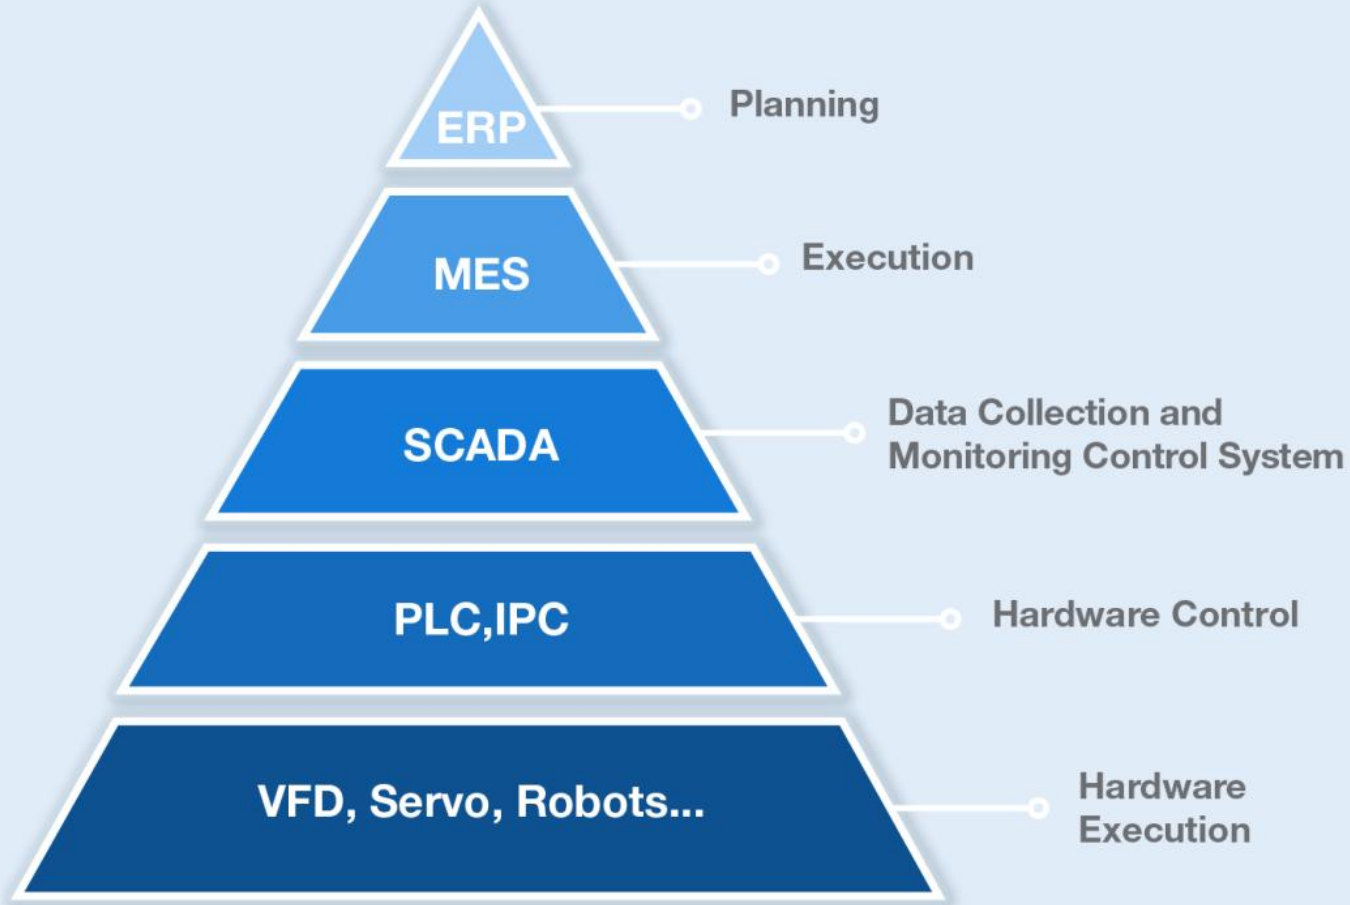 ERP
Planning
MES
Execution
SCADA
Data Collection and
Monitoring Control System
PLC,IPC
Hardware Control
VFD, Servo, Robots...
Hardware
Execution